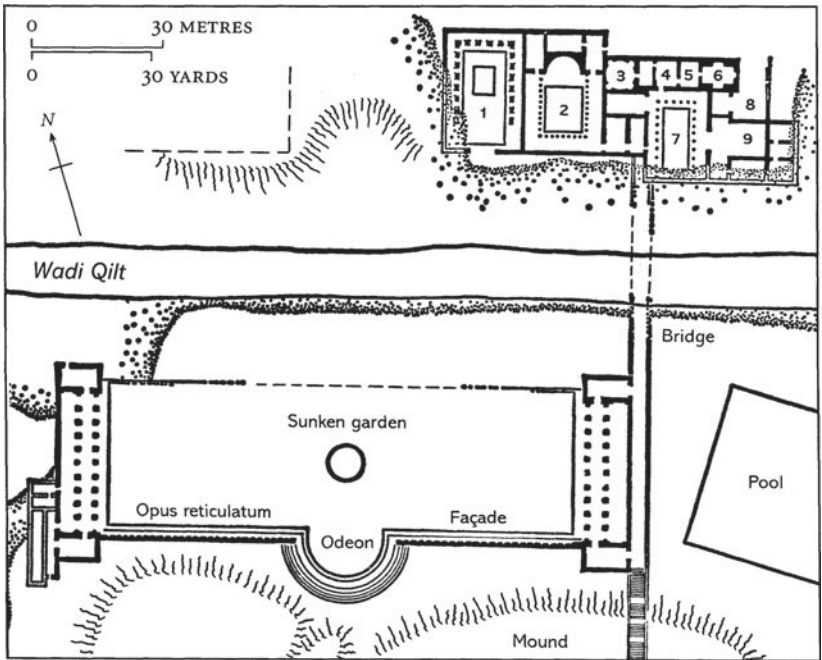 0 30 METRES
0 30 YARDS
N
1
2
3
4
5
6
7
8
9
Wadi Qilt
Bridge
Sunken garden
Pool
Opus reticulatum
Façade
Odeon
Mound